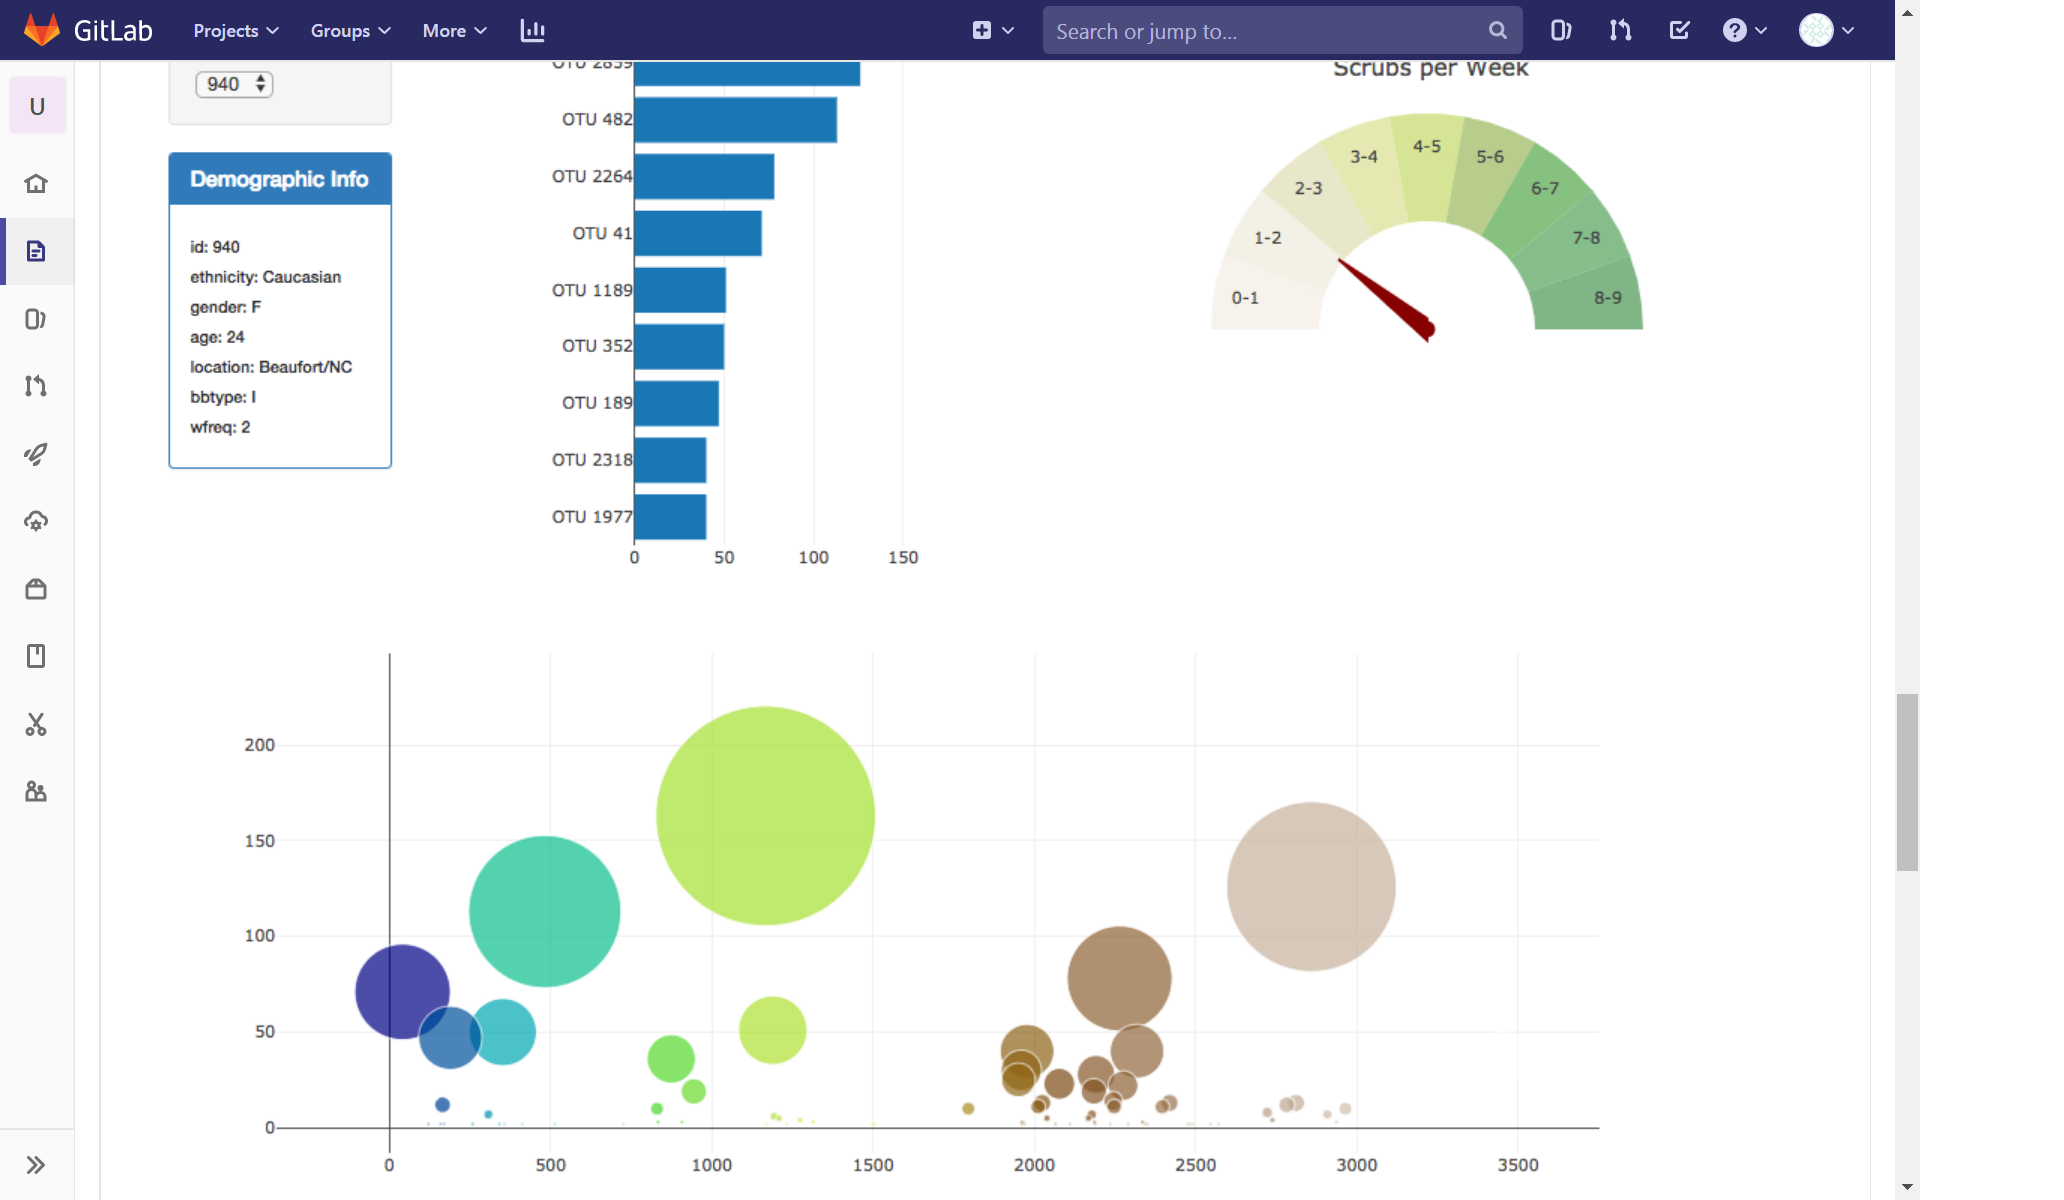 GitLab Projects Groups More Search or jump to...
U
940
Demographic Info
id: 940
ethnicity: Caucasian
gender: F
age: 24
location: Beaufort/NC
bbtype: I
wfreq: 2
OTU 2859
OTU 482
OTU 2264
OTU 41
OTU 1189
OTU 352
OTU 189
OTU 2318
OTU 1977
0 50 100 150
Scrubs per Week
0-1
1-2
2-3
3-4
4-5
5-6
6-7
7-8
8-9
200
150
100
50
0
0 500 1000 1500 2000 2500 3000 3500